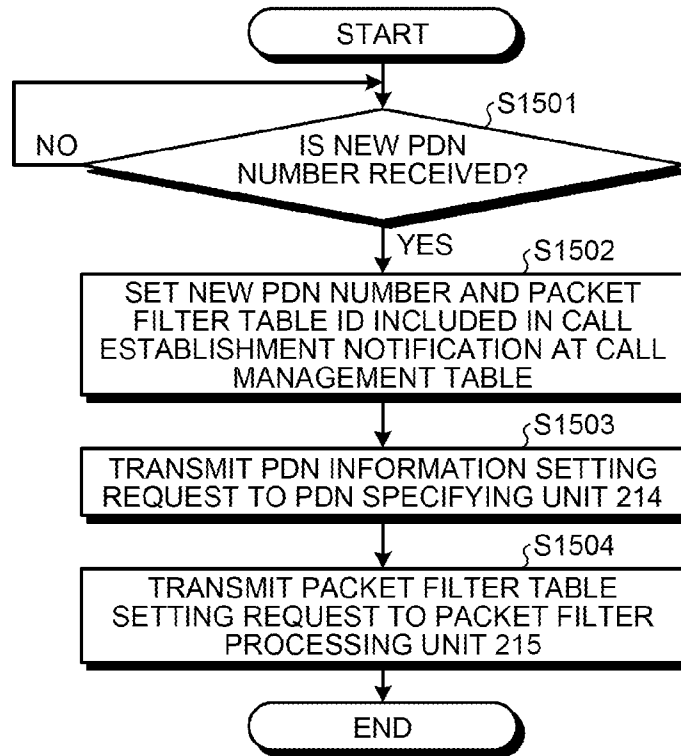 START
S1501
IS NEW PDN
NUMBER RECEIVED?
NO
YES
S1502
SET NEW PDN NUMBER AND PACKET
FILTER TABLE ID INCLUDED IN CALL
ESTABLISHMENT NOTIFICATION AT CALL
MANAGEMENT TABLE
S1503
TRANSMIT PDN INFORMATION SETTING
REQUEST TO PDN SPECIFYING UNIT 214
S1504
TRANSMIT PACKET FILTER TABLE
SETTING REQUEST TO PACKET FILTER
PROCESSING UNIT 215
END